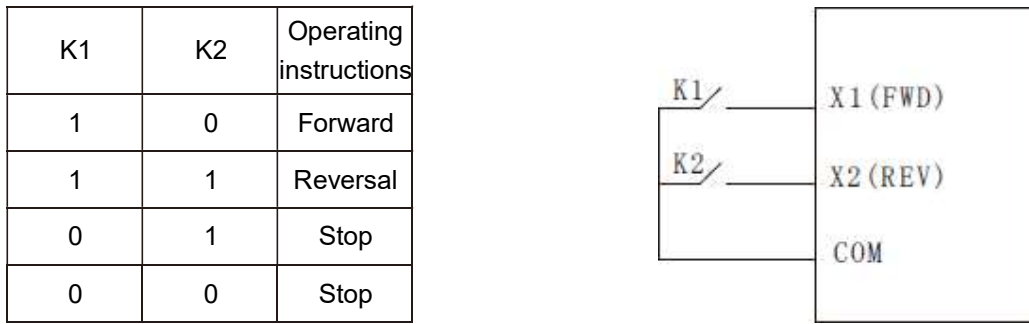 K1 K2 Operating
instructions
1 0 Forward
1 1 Reversal
0 1 Stop
0 0 Stop
K1 X1(FWD)
K2 X2(REV)
COM